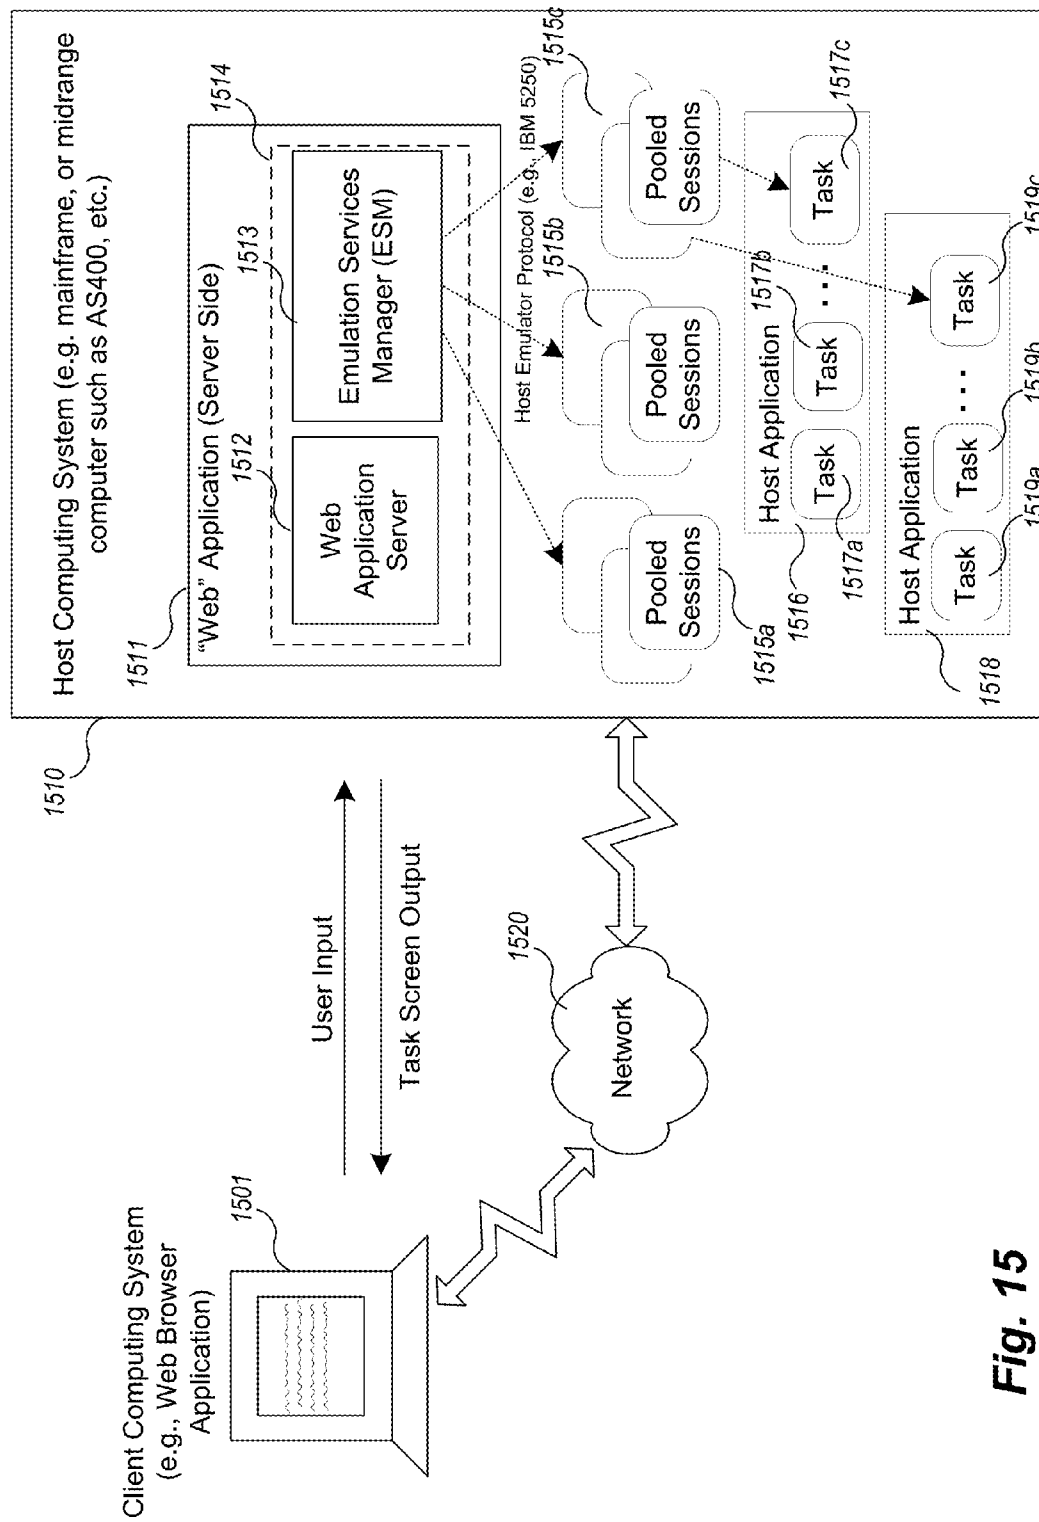 Client Computing System
(e.g., Web Browser
Application)
1501
User Input
Task Screen Output
Network
1520
1510
Host Computing System (e.g. mainframe, or midrange
computer such as AS400, etc.)
1511
“Web” Application (Server Side)
1514
1512
Web
Application
Server
1513
Emulation Services
Manager (ESM)
Host Emulator Protocol (e.g., IBM 5250)
1515a
Pooled
Sessions
1515b
Pooled
Sessions
1515c
Pooled
Sessions
1516
Host Application
Task
1517a
Task
1517b
. . .
Task
1517c
1518
Host Application
Task
1519a
Task
1519b
. . . .
Task
1519c
Fig. 15